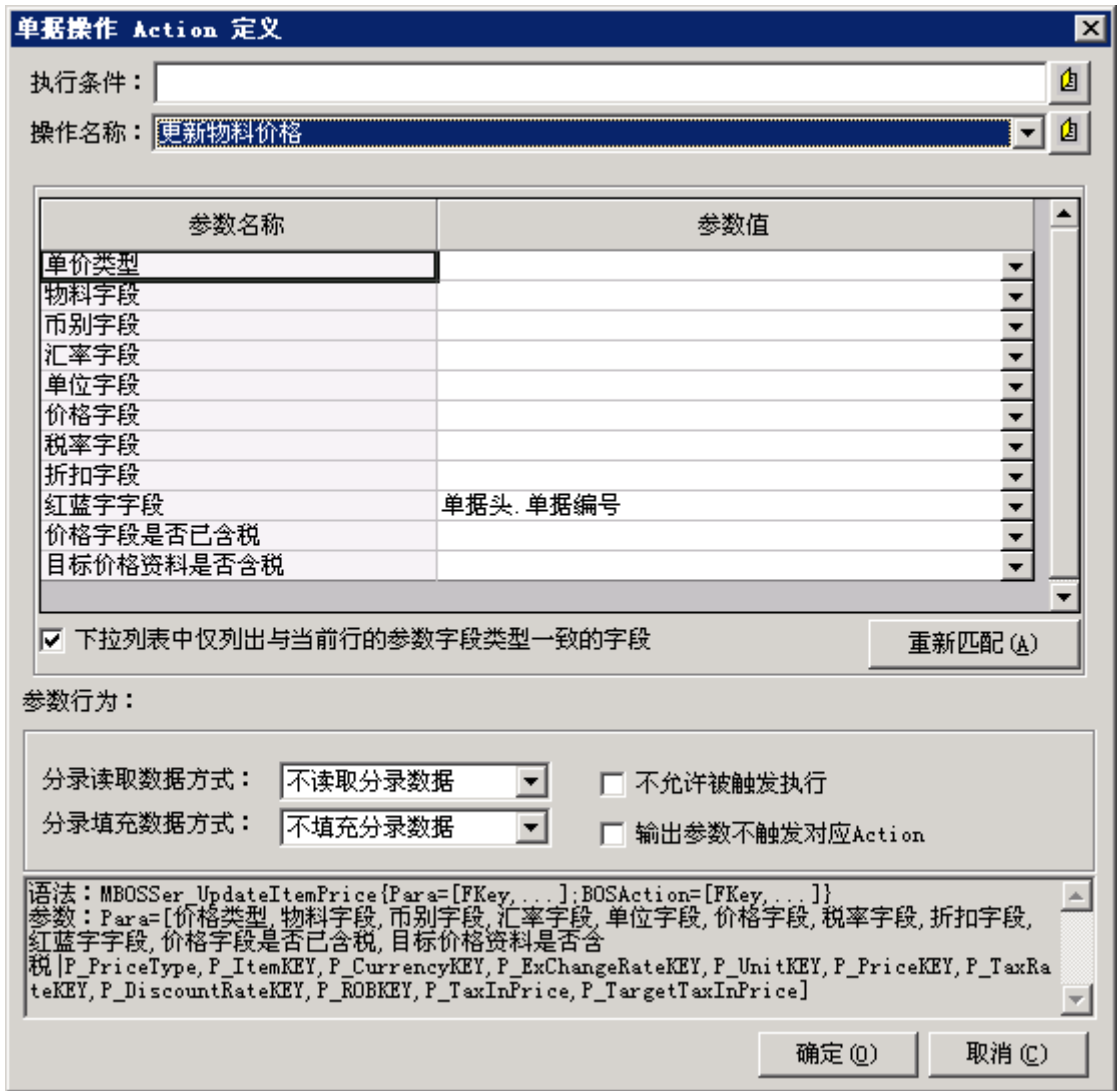 单据操作 Action 定义
执行条件：
操作名称： 更新物料价格
参数名称 参数值
单价类型
物料字段
币别字段
汇率字段
单位字段
价格字段
税率字段
折扣字段
红蓝字字段 单据头.单据编号
价格字段是否已含税
目标价格资料是否含税
下拉列表中仅列出与当前行的参数字段类型一致的字段 重新匹配(A)
参数行为：
分录读取数据方式： 不读取分录数据 不允许被触发执行
分录填充数据方式： 不填充分录数据 输出参数不触发对应Action
语法：MBOSSer_UpdateItemPrice{Para=[FKey,...];BOSAction=[FKey,...]}
参数：Para=[价格类型,物料字段,币别字段,汇率字段,单位字段,价格字段,税率字段,折扣字段,
红蓝字字段,价格字段是否已含税,目标价格资料是否含
税|P_PriceType,P_ItemKEY,P_CurrencyKEY,P_ExChangeRateKEY,P_UnitKEY,P_PriceKEY,P_TaxRa
teKEY,P_DiscountRateKEY,P_ROBKEY,P_TaxInPrice,P_TargetTaxInPrice]
确定(O) 取消(C)